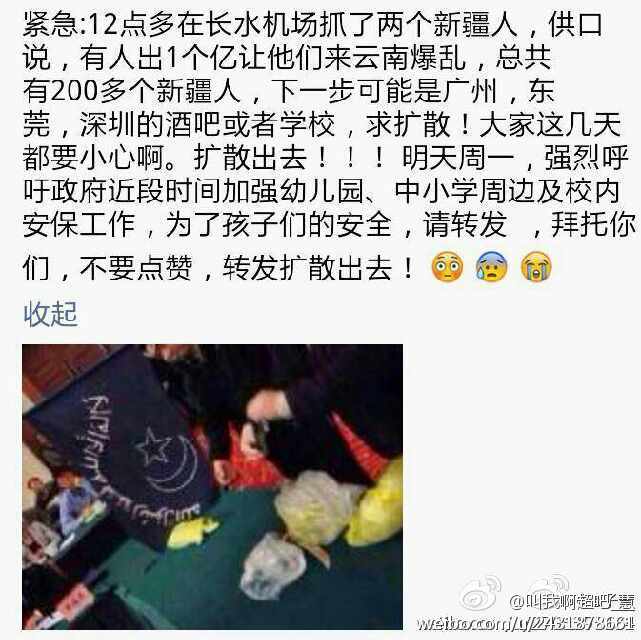 紧急:12点多在长水机场抓了两个新疆人，供口
说，有人出1个亿让他们来云南爆乱，总共
有200多个新疆人，下一步可能是广州，东
莞，深圳的酒吧或者学校，求扩散！大家这几天
都要小心啊。扩散出去！！！明天周一，强烈呼
吁政府近段时间加强幼儿园、中小学周边及校内
安保工作，为了孩子们的安全，请转发 ，拜托你
们，不要点赞，转发扩散出去！😳😰😭
收起